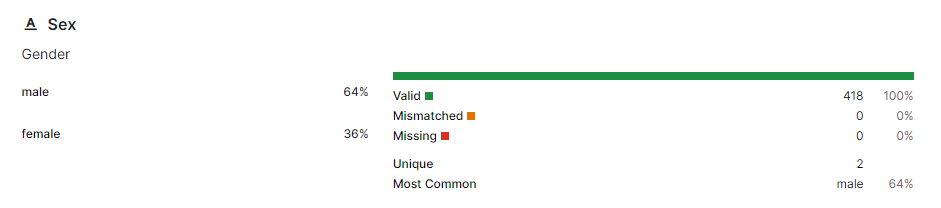 A Sex
Gender
male 64%
female 36%
Valid 418 100%
Mismatched 0 0%
Missing 0 0%
Unique 2
Most Common male 64%